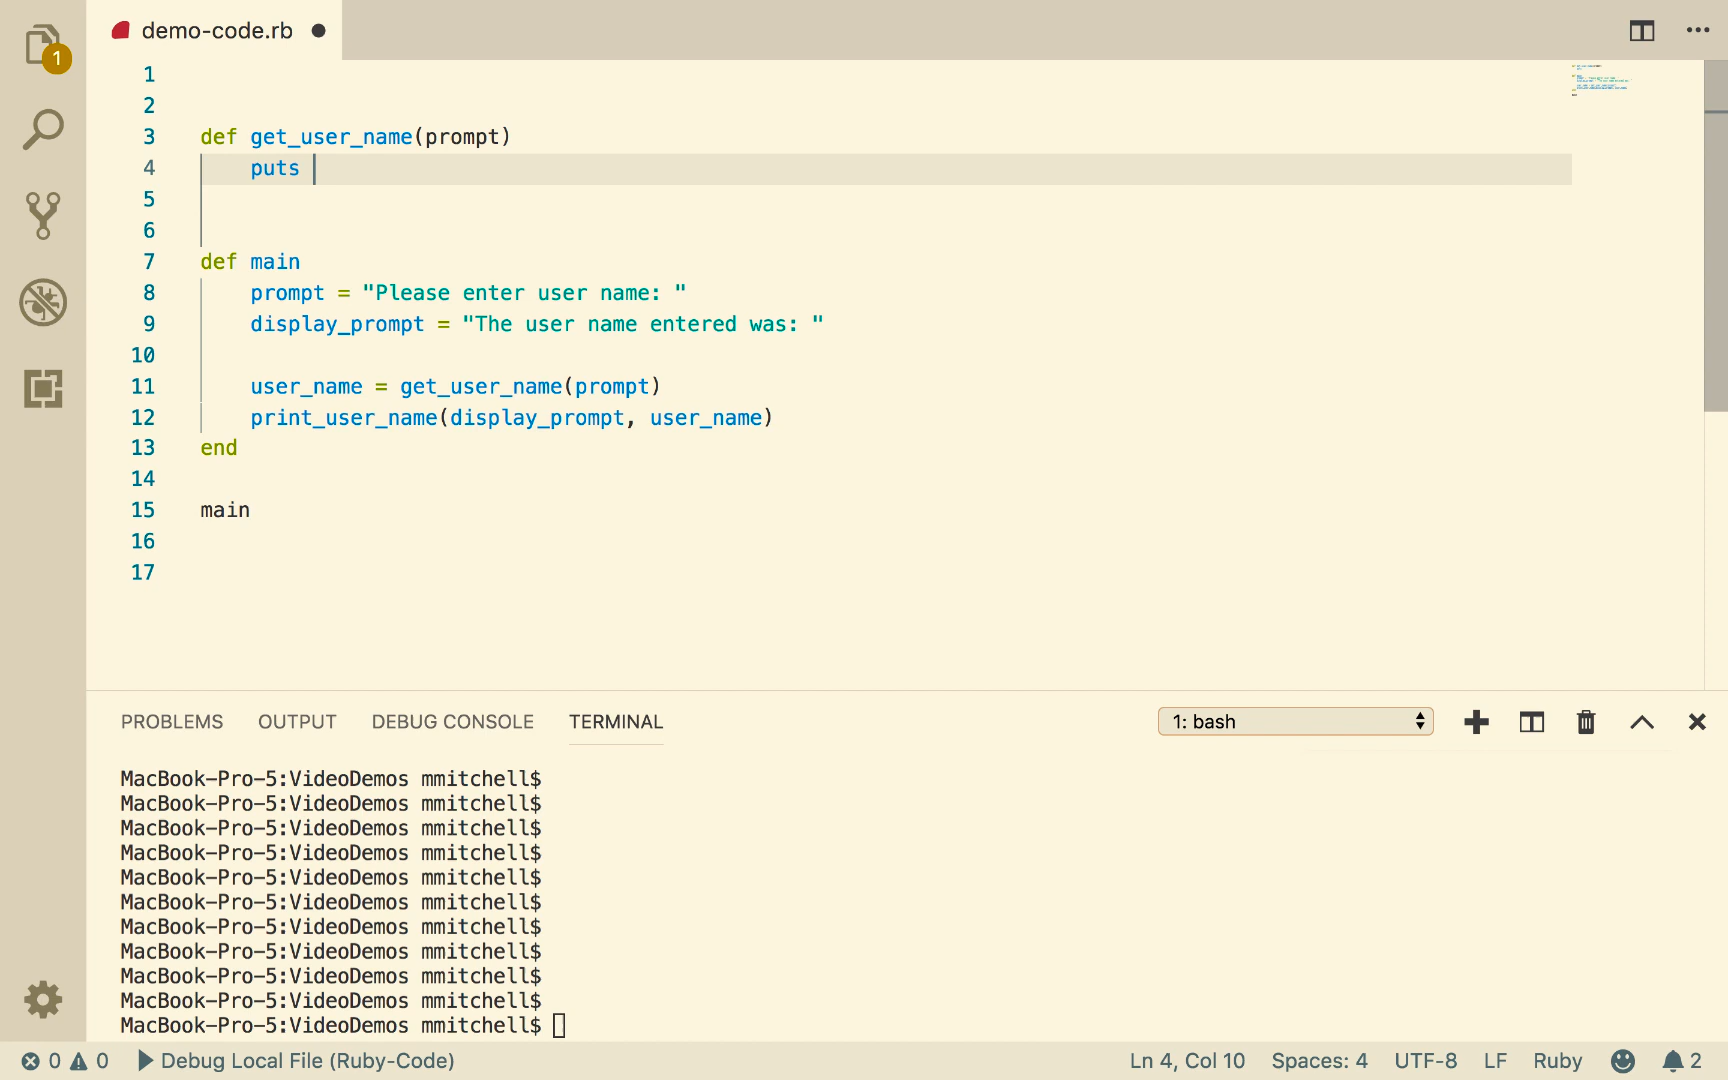 demo-code.rb
1
1
2
3 def get_user_name(prompt)
4 puts
5
6
7 def main
8 prompt = "Please enter user name: "
9 display_prompt = "The user name entered was: "
10
11 user_name = get_user_name(prompt)
12 print_user_name(display_prompt, user_name)
13 end
14
15 main
16
17
PROBLEMS OUTPUT DEBUG CONSOLE TERMINAL 1: bash
MacBook-Pro-5:VideoDemos mmitchell$
MacBook-Pro-5:VideoDemos mmitchell$
MacBook-Pro-5:VideoDemos mmitchell$
MacBook-Pro-5:VideoDemos mmitchell$
MacBook-Pro-5:VideoDemos mmitchell$
MacBook-Pro-5:VideoDemos mmitchell$
MacBook-Pro-5:VideoDemos mmitchell$
MacBook-Pro-5:VideoDemos mmitchell$
MacBook-Pro-5:VideoDemos mmitchell$
MacBook-Pro-5:VideoDemos mmitchell$
MacBook-Pro-5:VideoDemos mmitchell$
0 0 Debug Local File (Ruby-Code) Ln 4, Col 10 Spaces: 4 UTF-8 LF Ruby 2